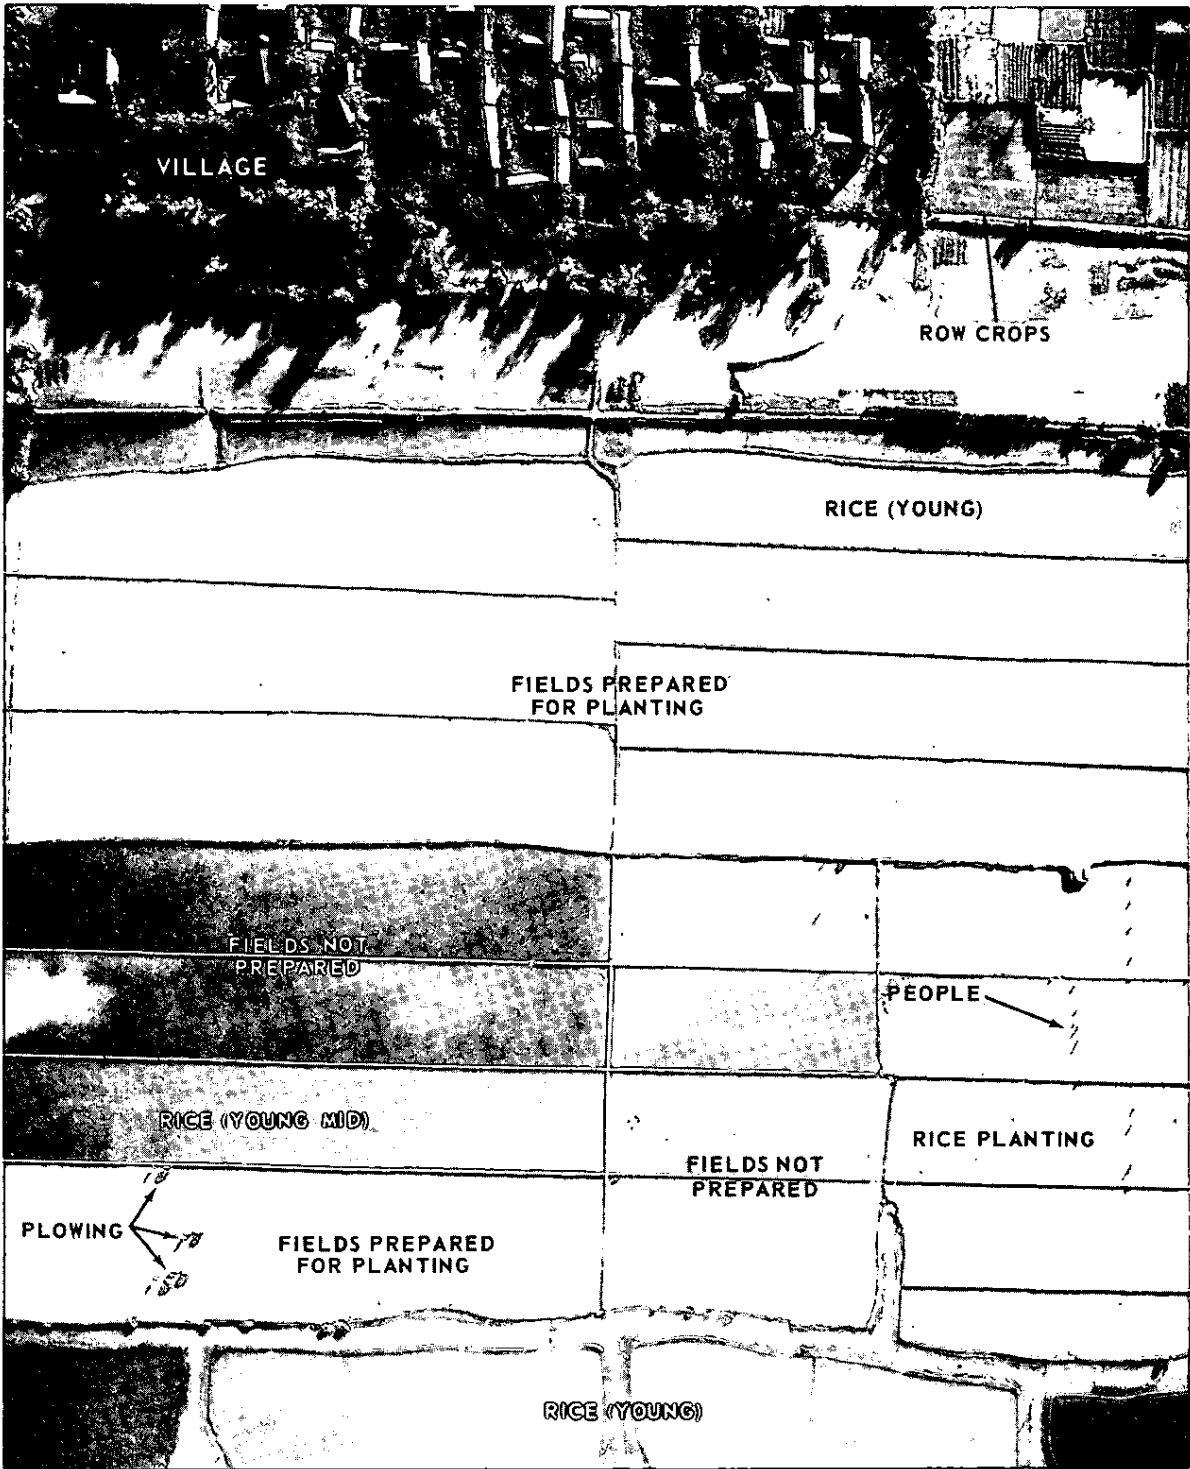 VILLAGE
ROW CROPS
RICE (YOUNG)
FIELDS PREPARED
FOR PLANTING
FIELDS NOT
PREPARED
PEOPLE
RICE (YOUNG MID)
RICE PLANTING
FIELDS NOT
PREPARED
PLOWING
FIELDS PREPARED
FOR PLANTING
RICE (YOUNG)